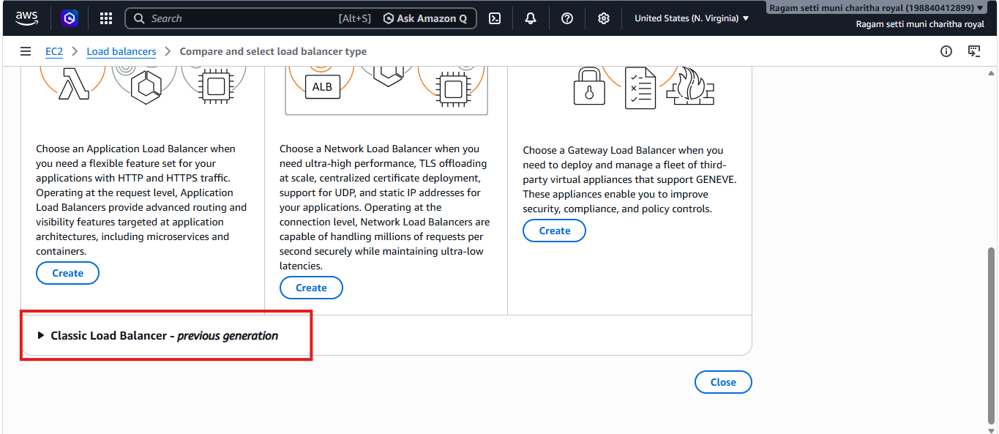 aws
Search [Alt+S] Ask Amazon Q United States (N. Virginia) ▼ Ragam setti muni charitha royal (198840412899) ▼
Ragam setti muni charitha royal
EC2 > Load balancers > Compare and select load balancer type
ALB
Choose an Application Load Balancer when
you need a flexible feature set for your
applications with HTTP and HTTPS traffic.
Operating at the request level, Application
Load Balancers provide advanced routing and
visibility features targeted at application
architectures, including microservices and
containers.
Create
Choose a Network Load Balancer when you
need ultra-high performance, TLS offloading
at scale, centralized certificate deployment,
support for UDP, and static IP addresses for
your applications. Operating at the
connection level, Network Load Balancers are
capable of handling millions of requests per
second securely while maintaining ultra-low
latencies.
Create
Choose a Gateway Load Balancer when you
need to deploy and manage a fleet of third-
party virtual appliances that support GENEVE.
These appliances enable you to improve
security, compliance, and policy controls.
Create
Classic Load Balancer - previous generation
Close